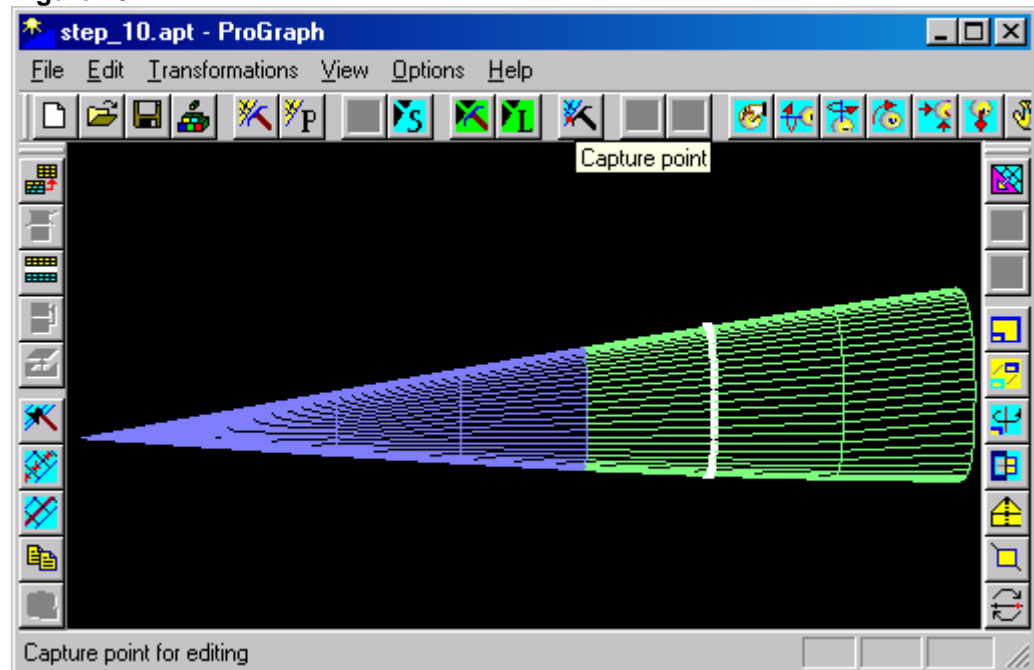 step_10.apt - ProGraph
File Edit Transformations View Options Help
P S L
Capture point
Capture point for editing